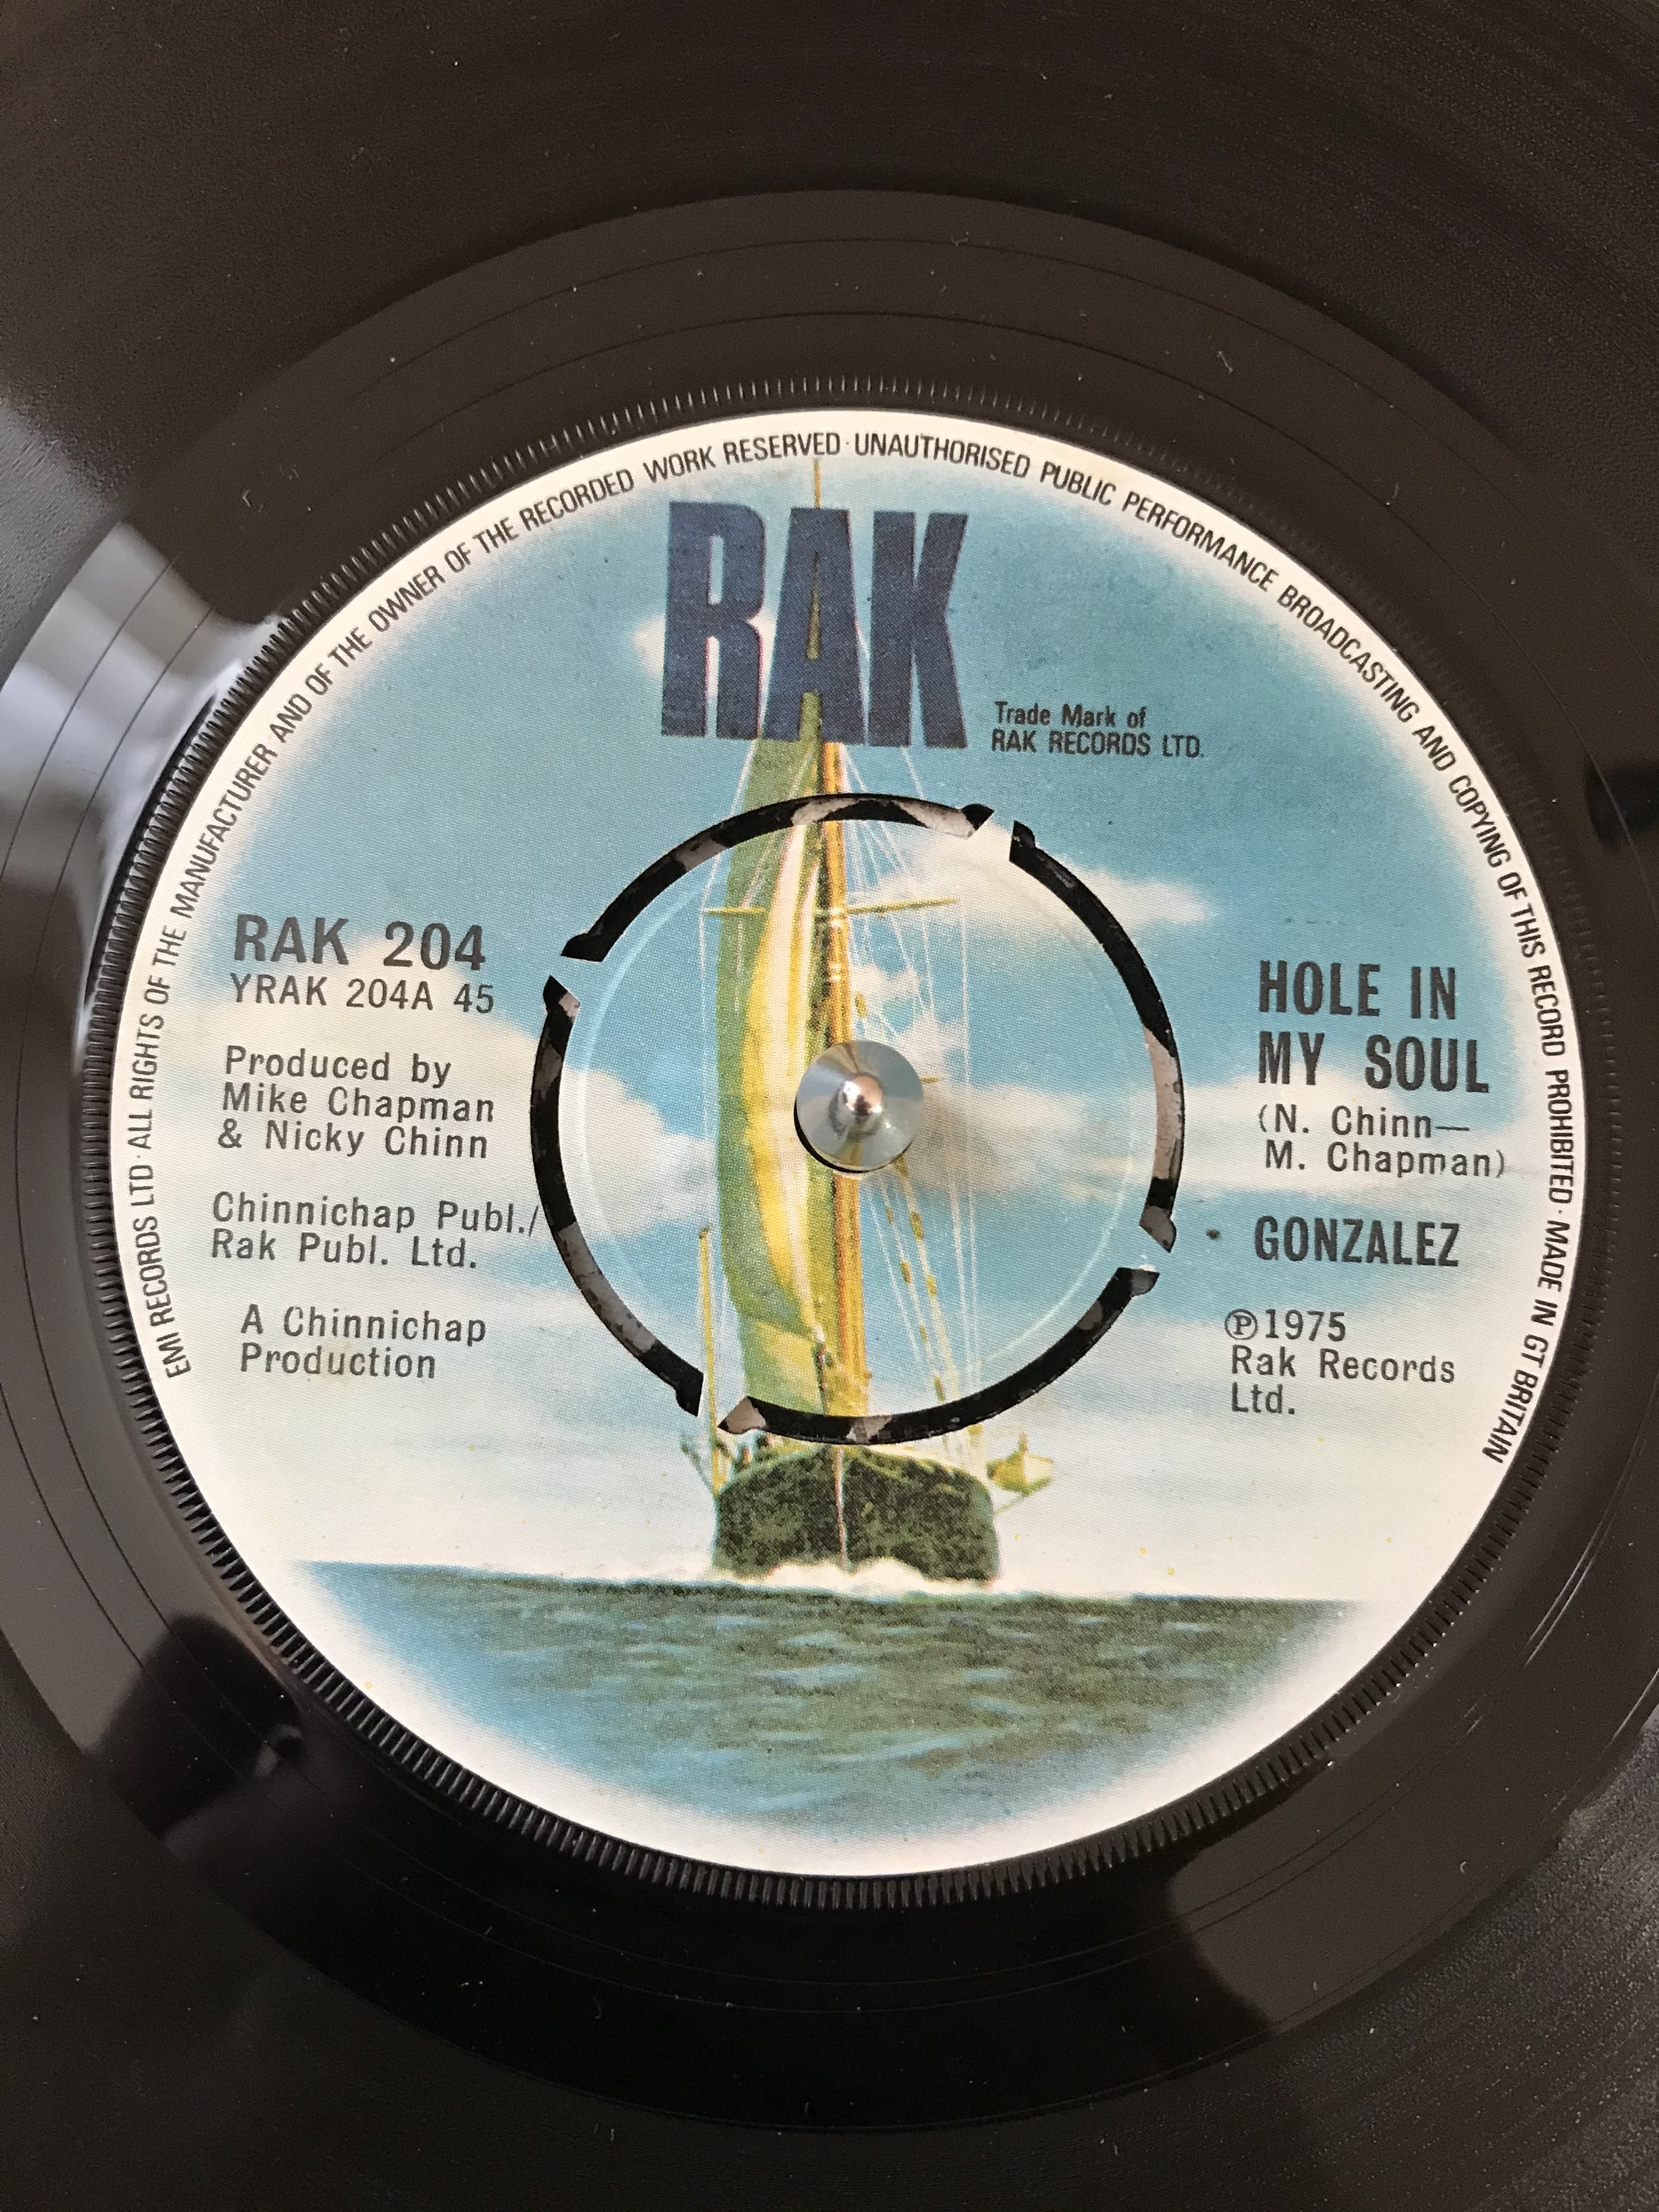 EMI RECORDS LTD · ALL RIGHTS OF THE MANUFACTURER AND OF THE OWNER OF THE RECORDED WORK RESERVED · UNAUTHORISED PUBLIC PERFORMANCE BROADCASTING AND COPYING OF THIS RECORD PROHIBITED · MADE IN GT BRITAIN
RAK
Trade Mark of
RAK RECORDS LTD.
RAK 204
YRAK 204A 45
Produced by
Mike Chapman
& Nicky Chinn
Chinnichap Publ./
Rak Publ. Ltd.
A Chinnichap
Production
HOLE IN
MY SOUL
(N. Chinn—
M. Chapman)
GONZALEZ
℗1975
Rak Records
Ltd.